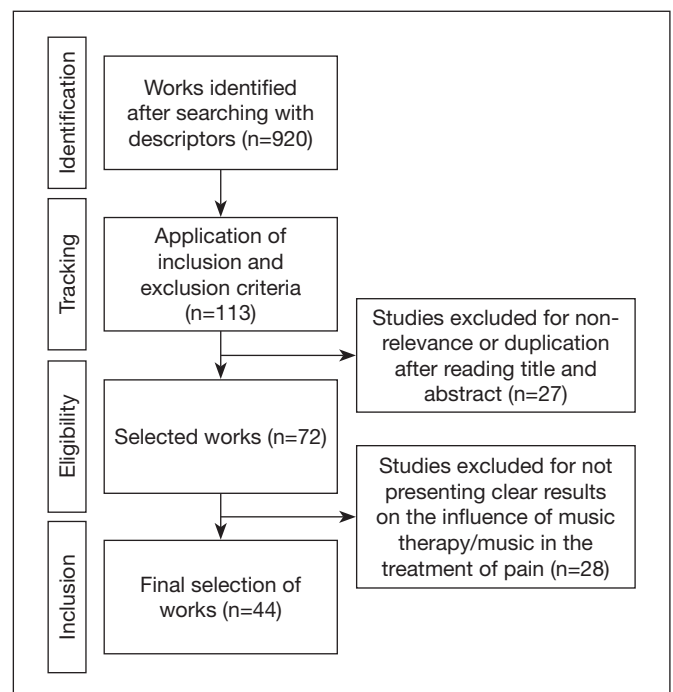 Identification
Works identified
after searching with
descriptors (n=920)
Tracking
Application of
inclusion and
exclusion criteria
(n=113)
Studies excluded for non-
relevance or duplication
after reading title and
abstract (n=27)
Eligibility
Selected works (n=72)
Studies excluded for not
presenting clear results
on the influence of music
therapy/music in the
treatment of pain (n=28)
Inclusion
Final selection of
works (n=44)